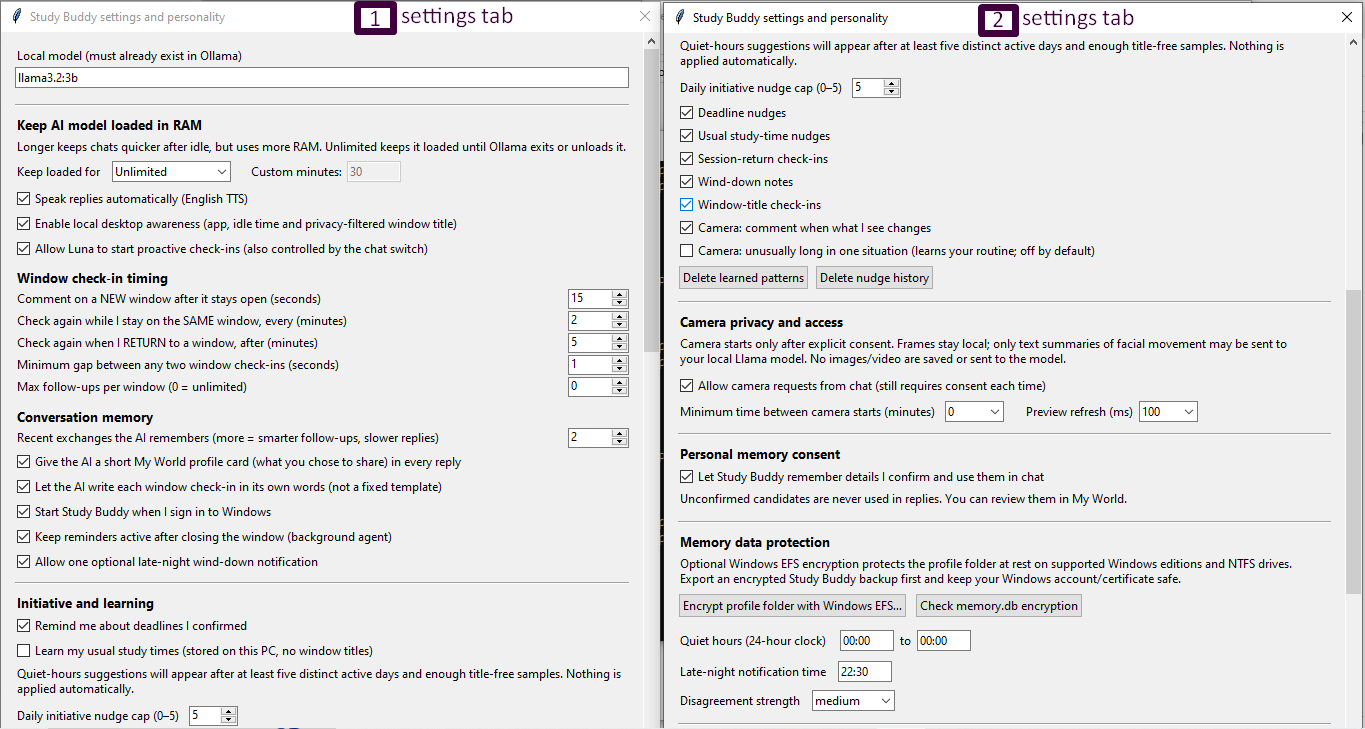 Study Buddy settings and personality
1 settings tab
Local model (must already exist in Ollama)
llama3.2:3b
Keep AI model loaded in RAM
Longer keeps chats quicker after idle, but uses more RAM. Unlimited keeps it loaded until Ollama exits or unloads it.
Keep loaded for Unlimited Custom minutes: 30
Speak replies automatically (English TTS)
Enable local desktop awareness (app, idle time and privacy-filtered window title)
Allow Luna to start proactive check-ins (also controlled by the chat switch)
Window check-in timing
Comment on a NEW window after it stays open (seconds) 15
Check again while I stay on the SAME window, every (minutes) 2
Check again when I RETURN to a window, after (minutes) 5
Minimum gap between any two window check-ins (seconds) 1
Max follow-ups per window (0 = unlimited) 0
Conversation memory
Recent exchanges the AI remembers (more = smarter follow-ups, slower replies) 2
Give the AI a short My World profile card (what you chose to share) in every reply
Let the AI write each window check-in in its own words (not a fixed template)
Start Study Buddy when I sign in to Windows
Keep reminders active after closing the window (background agent)
Allow one optional late-night wind-down notification
Initiative and learning
Remind me about deadlines I confirmed
Learn my usual study times (stored on this PC, no window titles)
Quiet-hours suggestions will appear after at least five distinct active days and enough title-free samples. Nothing is
applied automatically.
Daily initiative nudge cap (0–5) 5
Study Buddy settings and personality
2 settings tab
Quiet-hours suggestions will appear after at least five distinct active days and enough title-free samples. Nothing is
applied automatically.
Daily initiative nudge cap (0–5) 5
Deadline nudges
Usual study-time nudges
Session-return check-ins
Wind-down notes
Window-title check-ins
Camera: comment when what I see changes
Camera: unusually long in one situation (learns your routine; off by default)
Delete learned patterns Delete nudge history
Camera privacy and access
Camera starts only after explicit consent. Frames stay local; only text summaries of facial movement may be sent to
your local Llama model. No images/video are saved or sent to the model.
Allow camera requests from chat (still requires consent each time)
Minimum time between camera starts (minutes) 0 Preview refresh (ms) 100
Personal memory consent
Let Study Buddy remember details I confirm and use them in chat
Unconfirmed candidates are never used in replies. You can review them in My World.
Memory data protection
Optional Windows EFS encryption protects the profile folder at rest on supported Windows editions and NTFS drives.
Export an encrypted Study Buddy backup first and keep your Windows account/certificate safe.
Encrypt profile folder with Windows EFS... Check memory.db encryption
Quiet hours (24-hour clock) 00:00 to 00:00
Late-night notification time 22:30
Disagreement strength medium